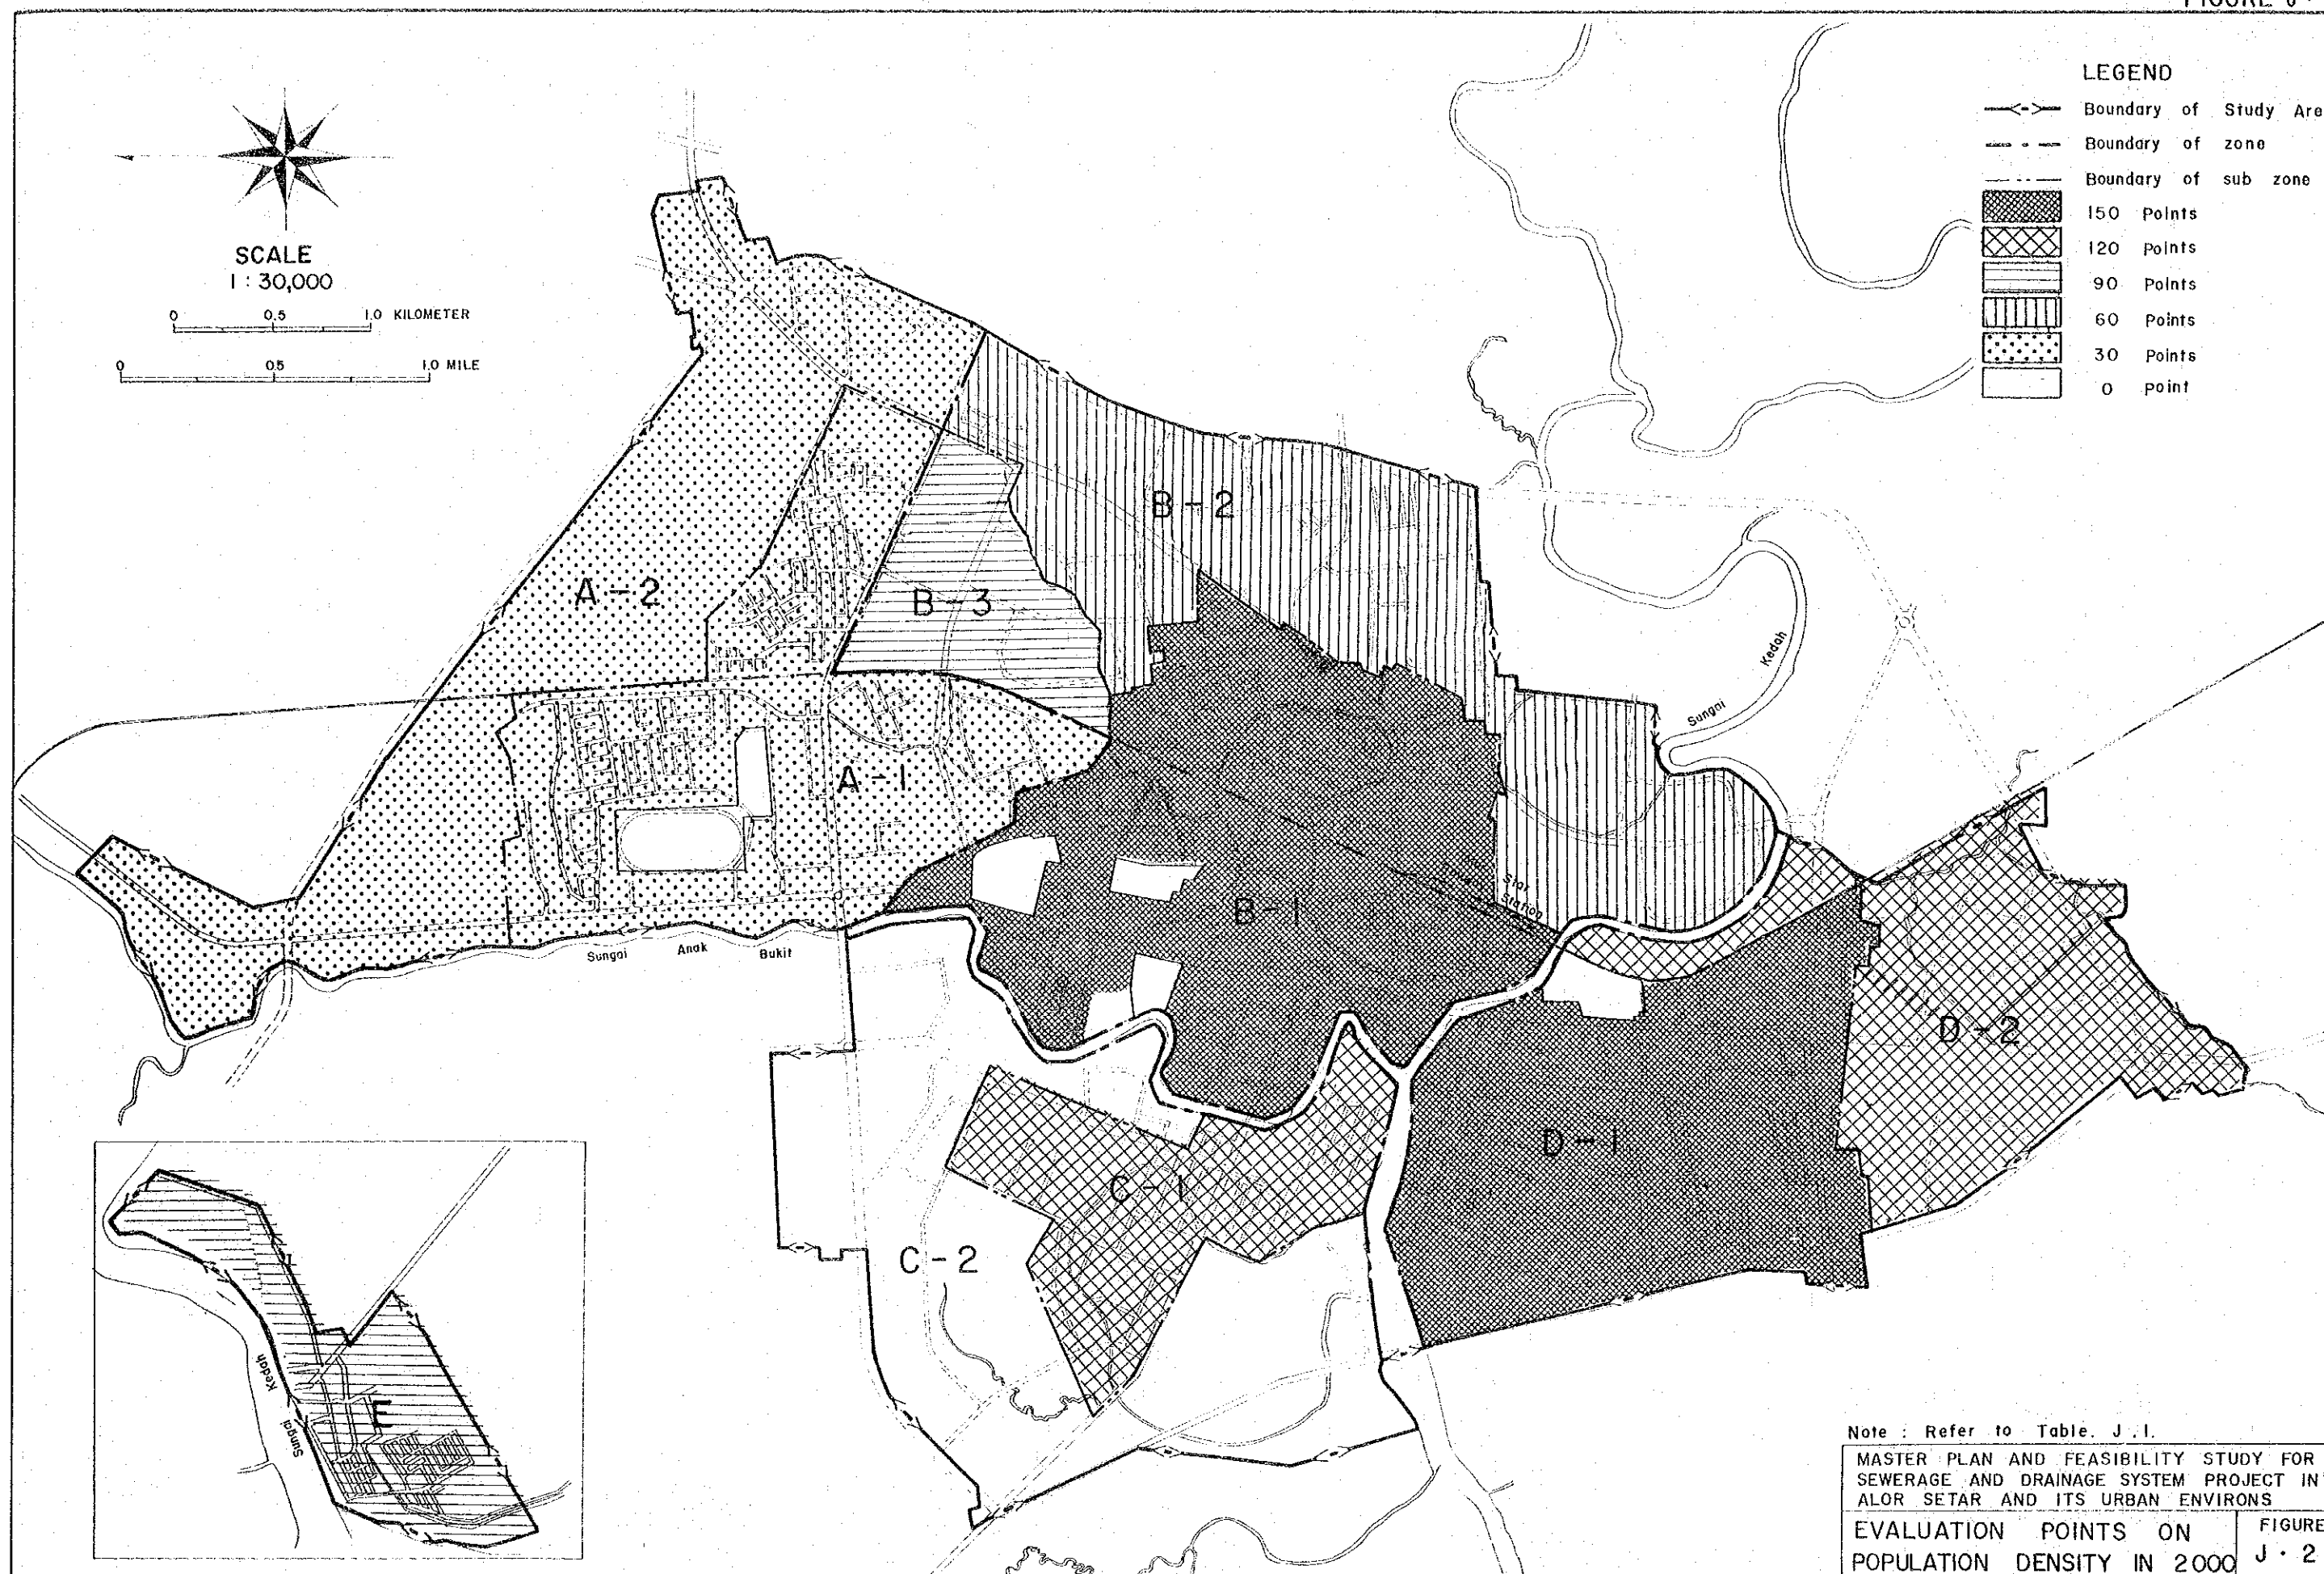 LEGEND
Boundary of Study Are
Boundary of zone
Boundary of sub zone
150 Points
120 Points
90 Points
60 Points
30 Points
0 point
SCALE
1 : 30,000
0 0.5 1.0 KILOMETER
0 0.5 1.0 MILE
A-2
A-1
B-3
B-2
B-1
C-1
C-2
D-1
D-2
E
Sungai Kedah
Star
Station
Sungai Anak Bukit
Sungai Kedah
Note : Refer to Table. J.1.
MASTER PLAN AND FEASIBILITY STUDY FOR
SEWERAGE AND DRAINAGE SYSTEM PROJECT IN
ALOR SETAR AND ITS URBAN ENVIRONS
EVALUATION POINTS ON
POPULATION DENSITY IN 2000
FIGURE
J · 2